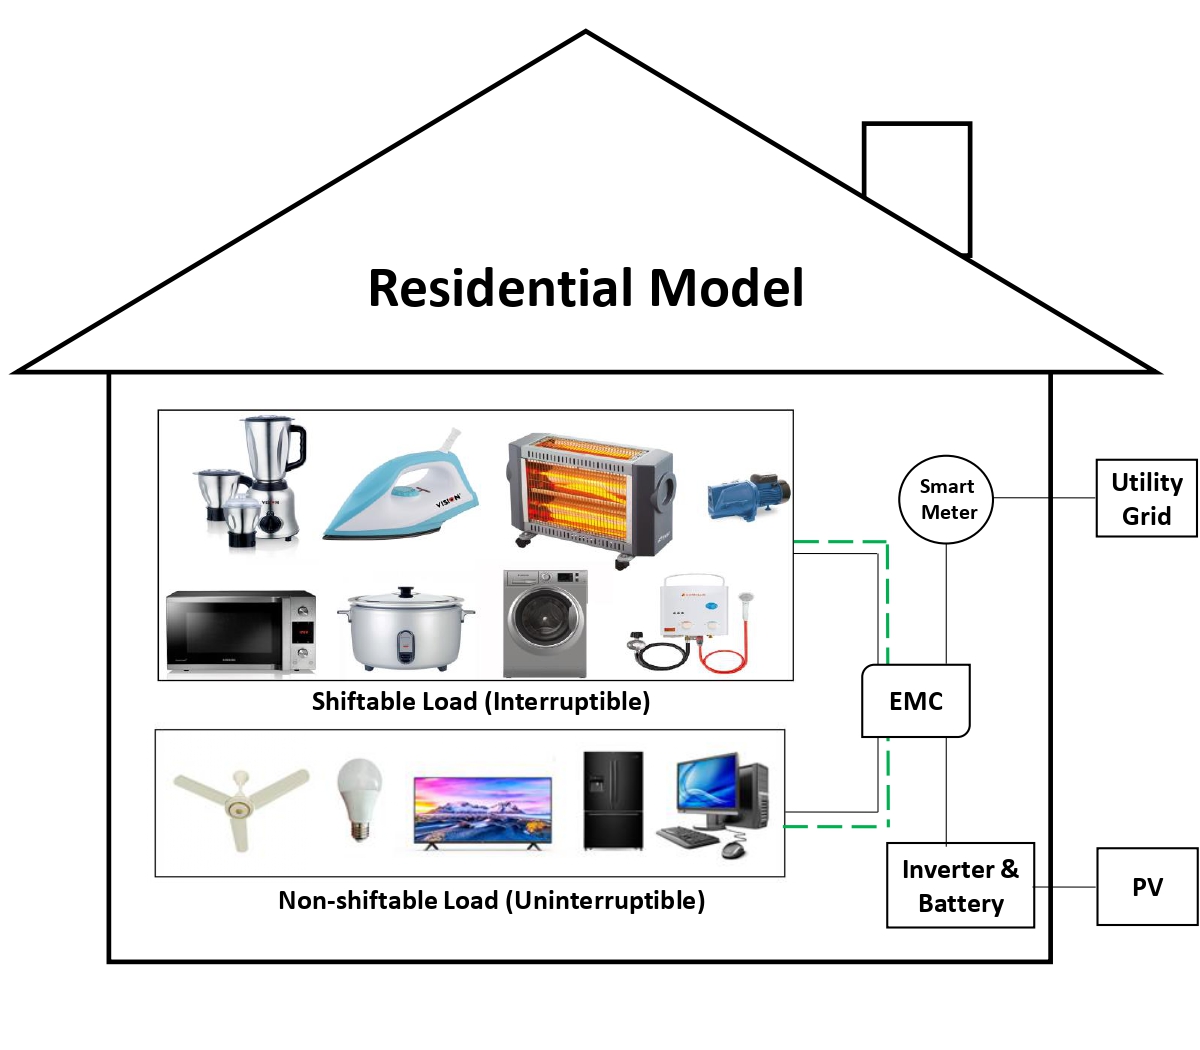 Residential Model
VISION
VISION
Smart
Meter
Utility
Grid
Shiftable Load (Interruptible)
EMC
Non-shiftable Load (Uninterruptible)
Inverter &
Battery
PV